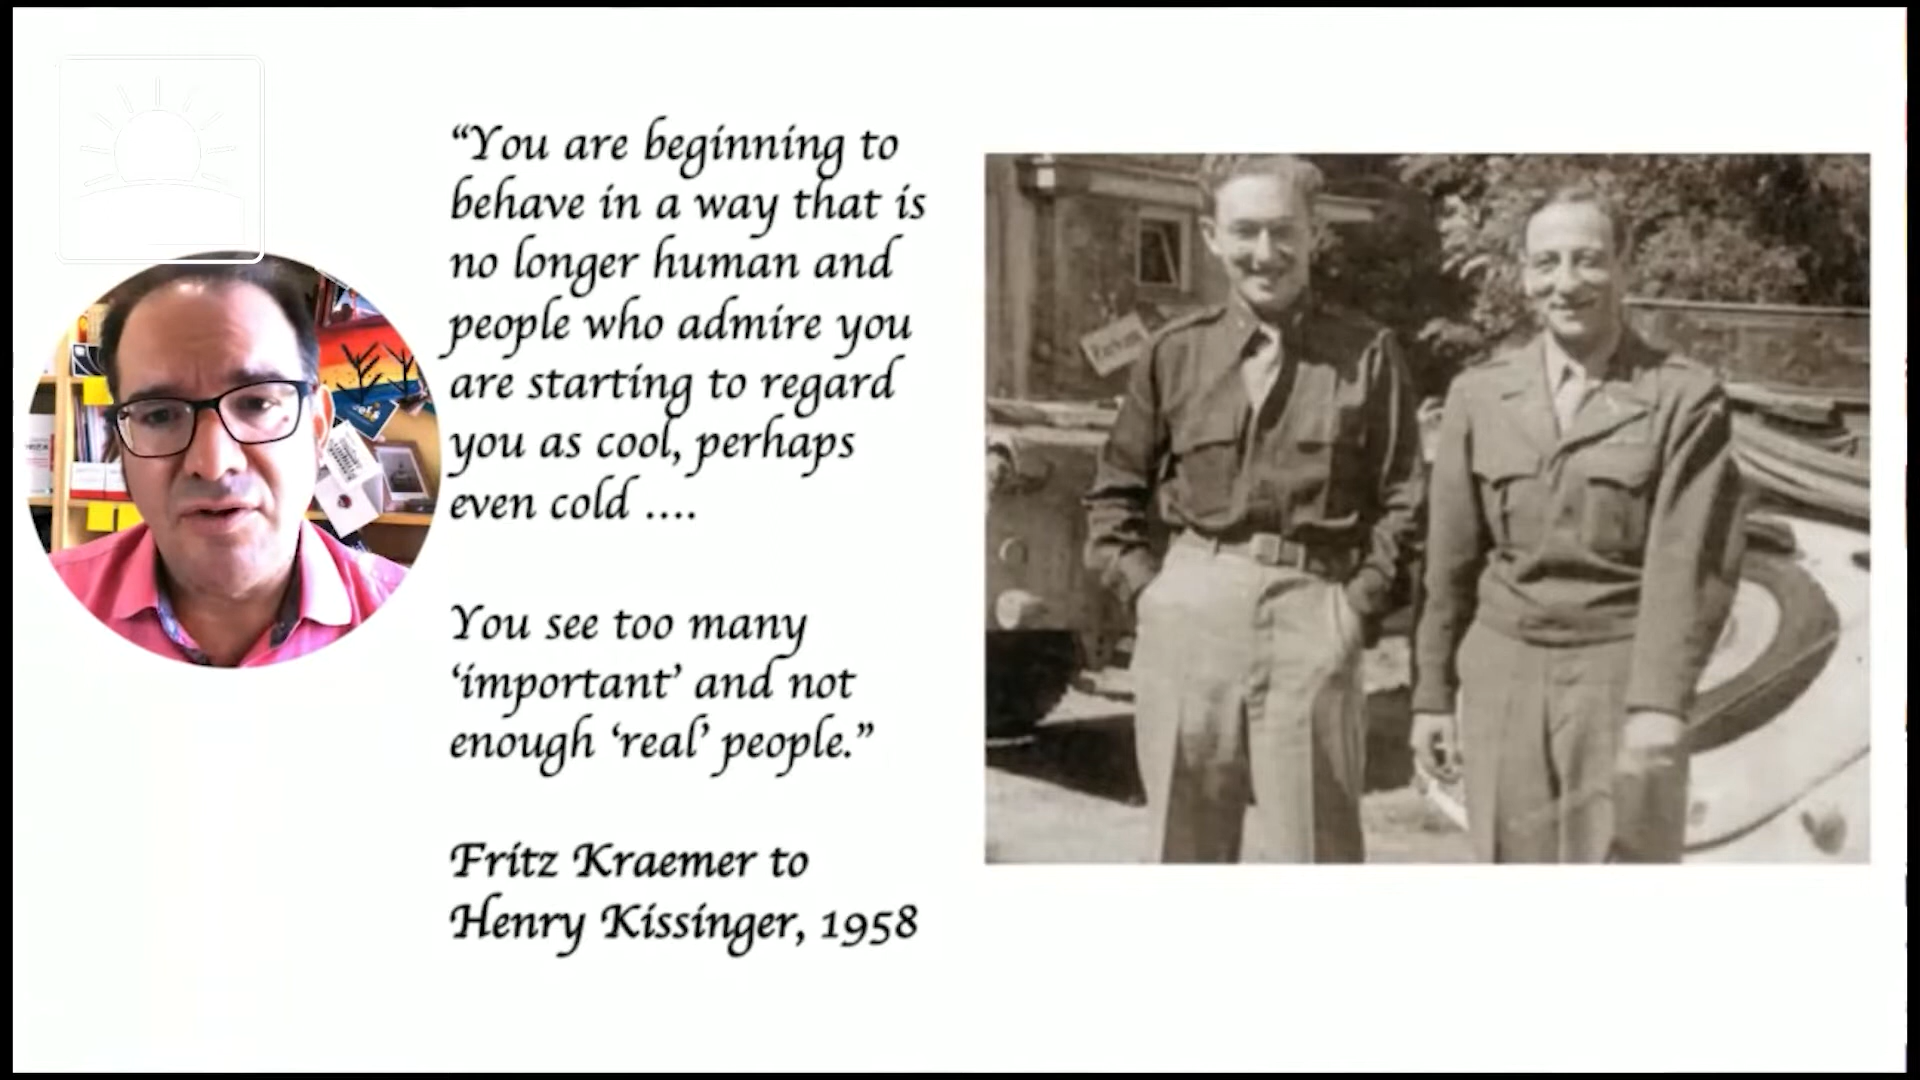 “You are beginning to
behave in a way that is
no longer human and
people who admire you
are starting to regard
you as cool, perhaps
even cold ....
You see too many
‘important’ and not
enough ‘real’ people.”
Fritz Kraemer to
Henry Kissinger, 1958